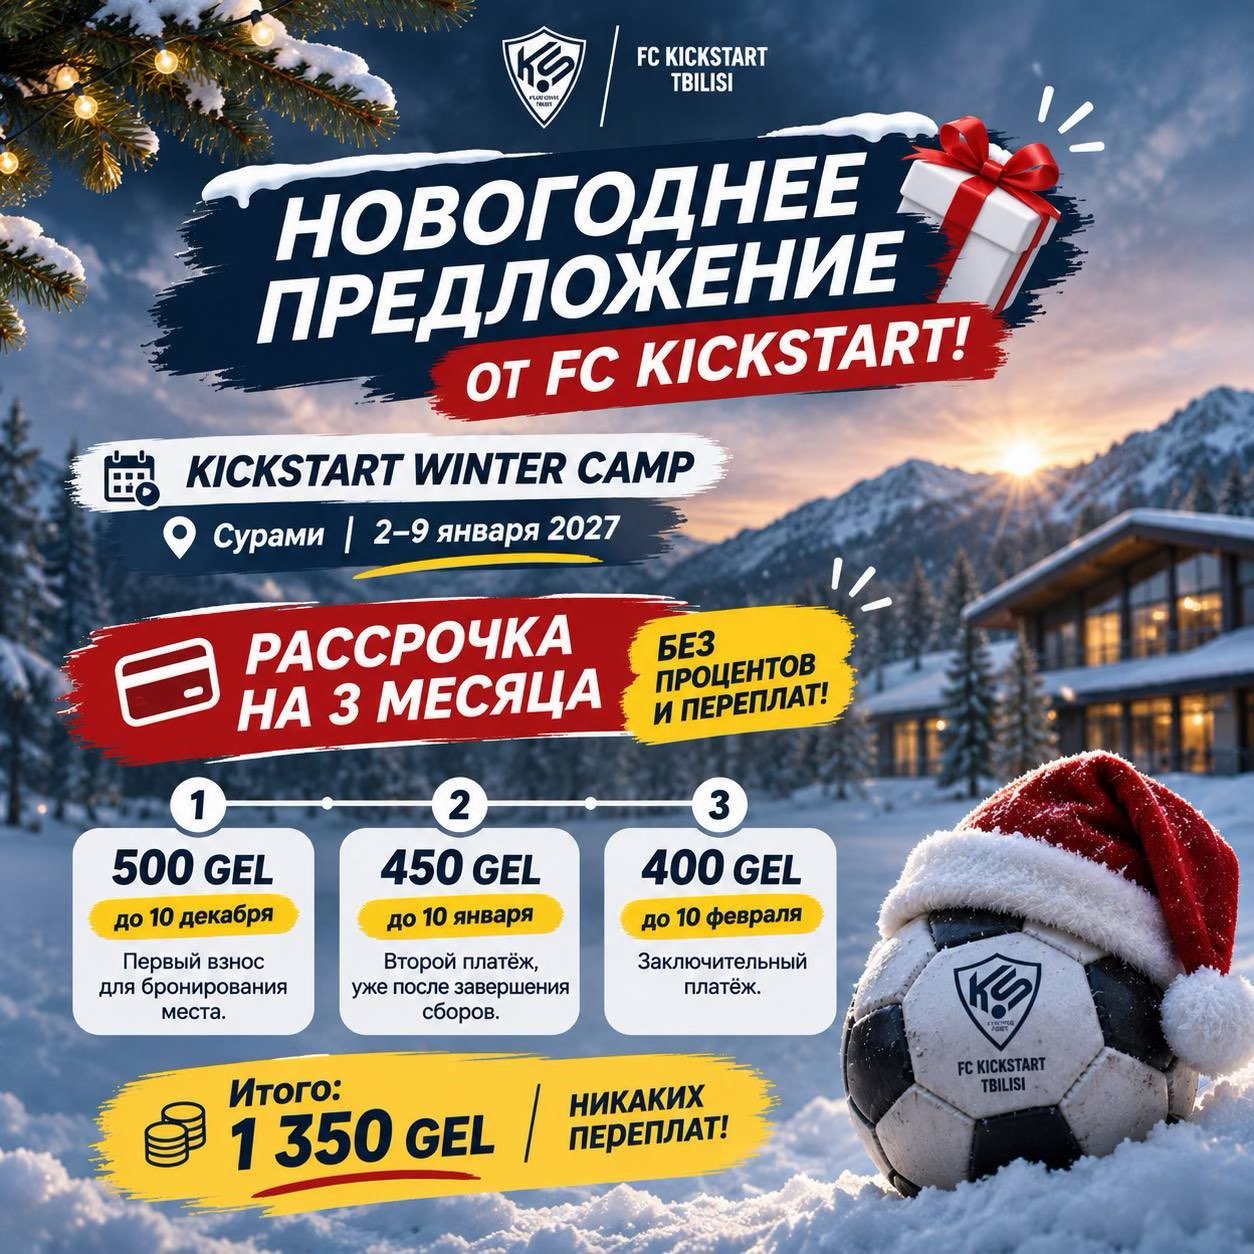 KS
FC KICKSTART
TBILISI
НОВОГОДНЕЕ
ПРЕДЛОЖЕНИЕ
ОТ FC KICKSTART!
KICKSTART WINTER CAMP
Сурами | 2–9 января 2027
РАССРОЧКА
НА 3 МЕСЯЦА
БЕЗ
ПРОЦЕНТОВ
И ПЕРЕПЛАТ!
1
500 GEL
до 10 декабря
Первый взнос
для бронирования
места.
2
450 GEL
до 10 января
Второй платёж,
уже после завершения
сборов.
3
400 GEL
до 10 февраля
Заключительный
платёж.
Итого:
1 350 GEL
НИКАКИХ
ПЕРЕПЛАТ!
KS
FC KICKSTART
TBILISI